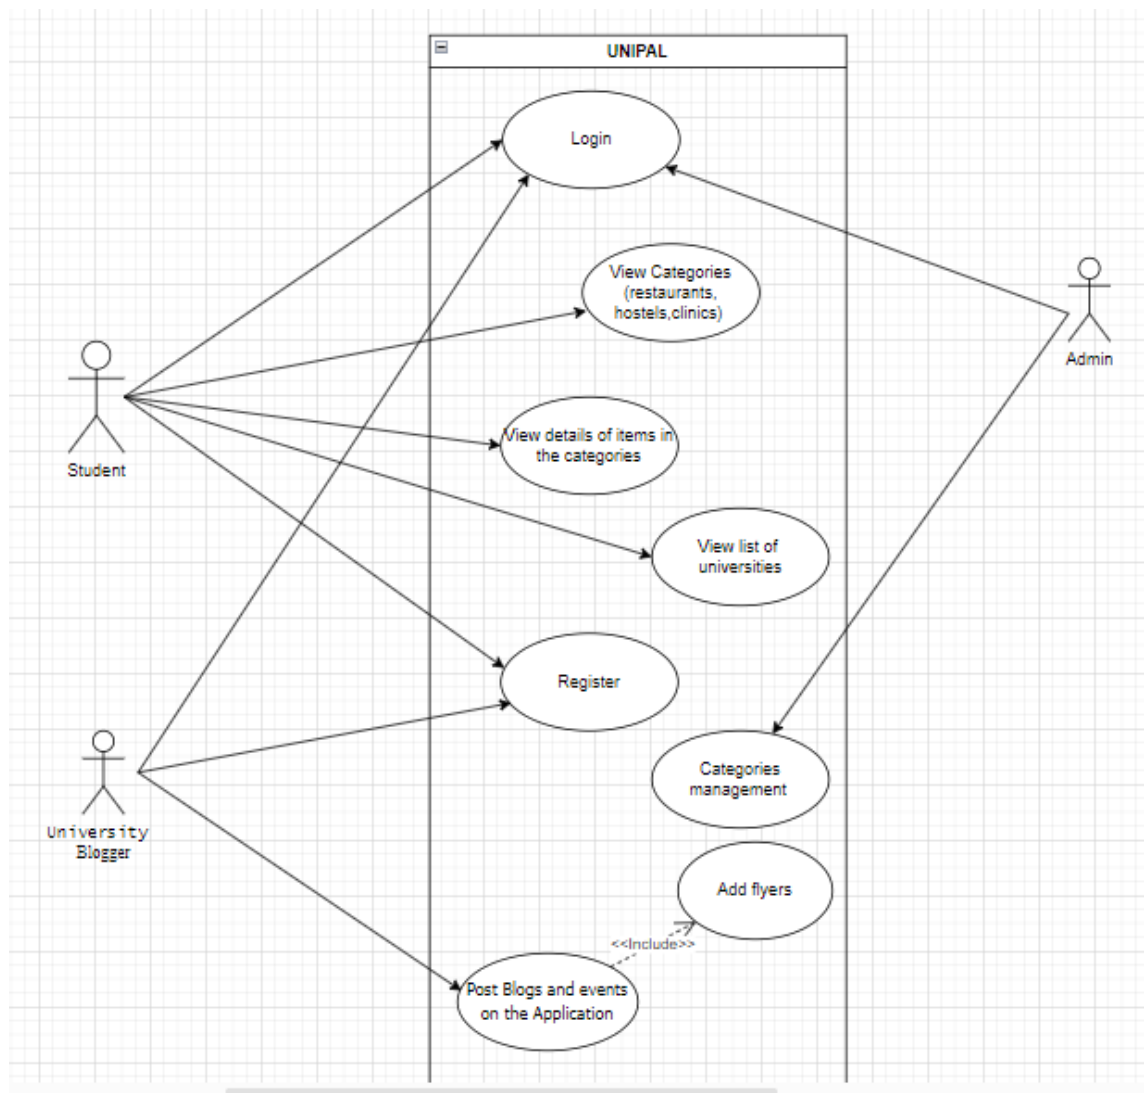 UNIPAL
Login
View Categories
(restaurants,
hostels,clinics)
Admin
Student
View details of items in
the categories
View list of
universities
Register
Categories
management
University
Blogger
Add flyers
<<Include>>
Post Blogs and events
on the Application